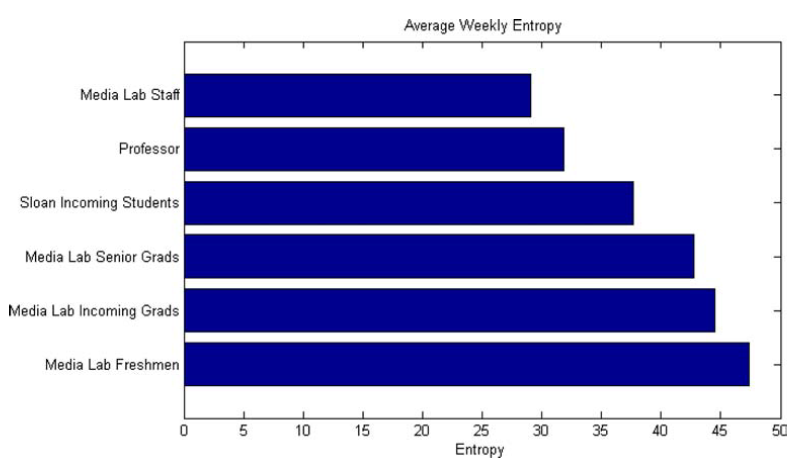 Average Weekly Entropy
Media Lab Staff
Professor
Sloan Incoming Students
Media Lab Senior Grads
Media Lab Incoming Grads
Media Lab Freshmen
0 5 10 15 20 25 30 35 40 45 50
Entropy